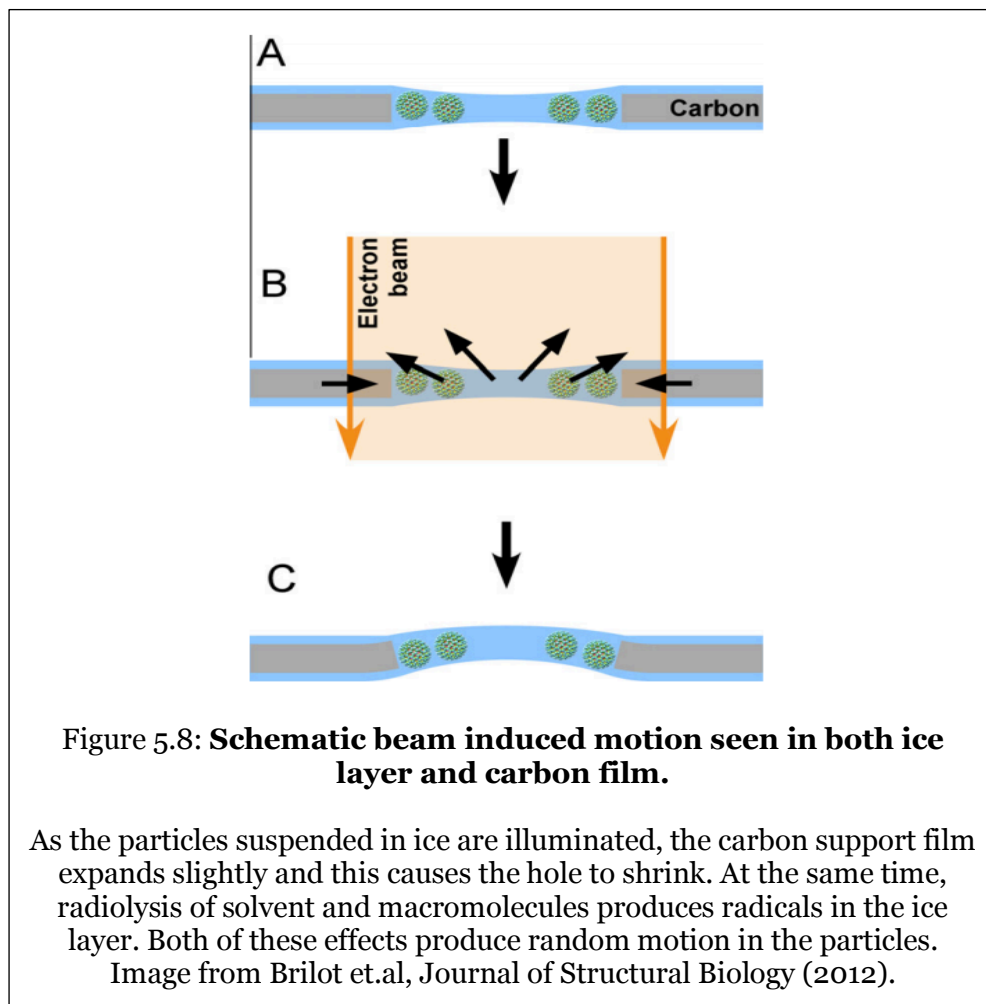 A
Carbon
Electron
beam
B
C
Figure 5.8: Schematic beam induced motion seen in both ice
layer and carbon film.
As the particles suspended in ice are illuminated, the carbon support film
expands slightly and this causes the hole to shrink. At the same time,
radiolysis of solvent and macromolecules produces radicals in the ice
layer. Both of these effects produce random motion in the particles.
Image from Brilot et.al, Journal of Structural Biology (2012).